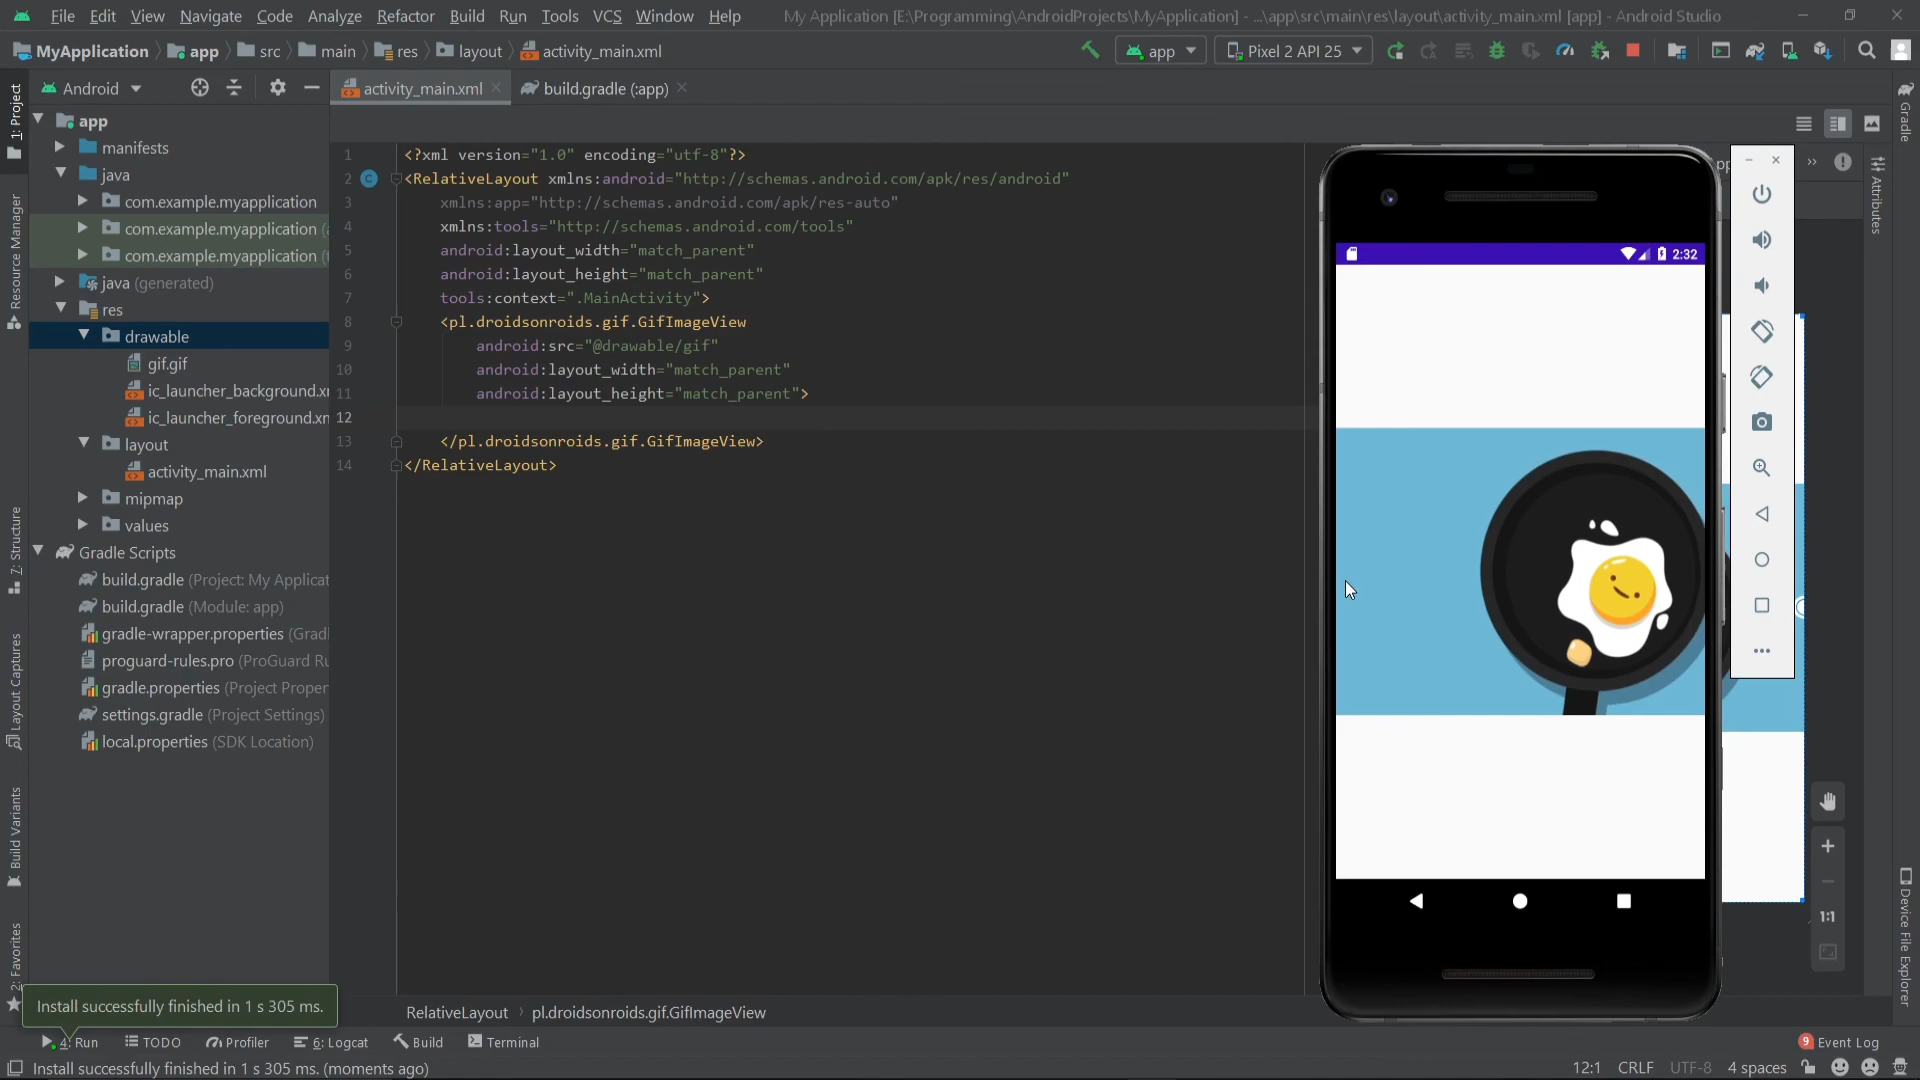 File Edit View Navigate Code Analyze Refactor Build Run Tools VCS Window Help My Application [E:\Programming\AndroidProjects\MyApplication] - ...\app\src\main\res\layout\activity_main.xml [app] - Android Studio
MyApplication app src main res layout activity_main.xml app Pixel 2 API 25
Android activity_main.xml build.gradle (:app)
1: Project
Resource Manager
7: Structure
Layout Captures
Build Variants
2: Favorites
app
manifests
java
com.example.myapplication
com.example.myapplication
com.example.myapplication
java (generated)
res
drawable
gif.gif
ic_launcher_background.x
ic_launcher_foreground.x
layout
activity_main.xml
mipmap
values
Gradle Scripts
build.gradle (Project: My Applicat
build.gradle (Module: app)
gradle-wrapper.properties (Grad
proguard-rules.pro (ProGuard Ru
gradle.properties (Project Proper
settings.gradle (Project Settings)
local.properties (SDK Location)
1 <?xml version="1.0" encoding="utf-8"?>
2 <RelativeLayout xmlns:android="http://schemas.android.com/apk/res/android"
3 xmlns:app="http://schemas.android.com/apk/res-auto"
4 xmlns:tools="http://schemas.android.com/tools"
5 android:layout_width="match_parent"
6 android:layout_height="match_parent"
7 tools:context=".MainActivity">
8 <pl.droidsonroids.gif.GifImageView
9 android:src="@drawable/gif"
10 android:layout_width="match_parent"
11 android:layout_height="match_parent">
12
13 </pl.droidsonroids.gif.GifImageView>
14 </RelativeLayout>
2:32
1:1
Gradle
Attributes
Device File Explorer
RelativeLayout pl.droidsonroids.gif.GifImageView
Install successfully finished in 1 s 305 ms.
4: Run TODO Profiler 6: Logcat Build Terminal 9 Event Log
Install successfully finished in 1 s 305 ms. (moments ago) 12:1 CRLF UTF-8 4 spaces